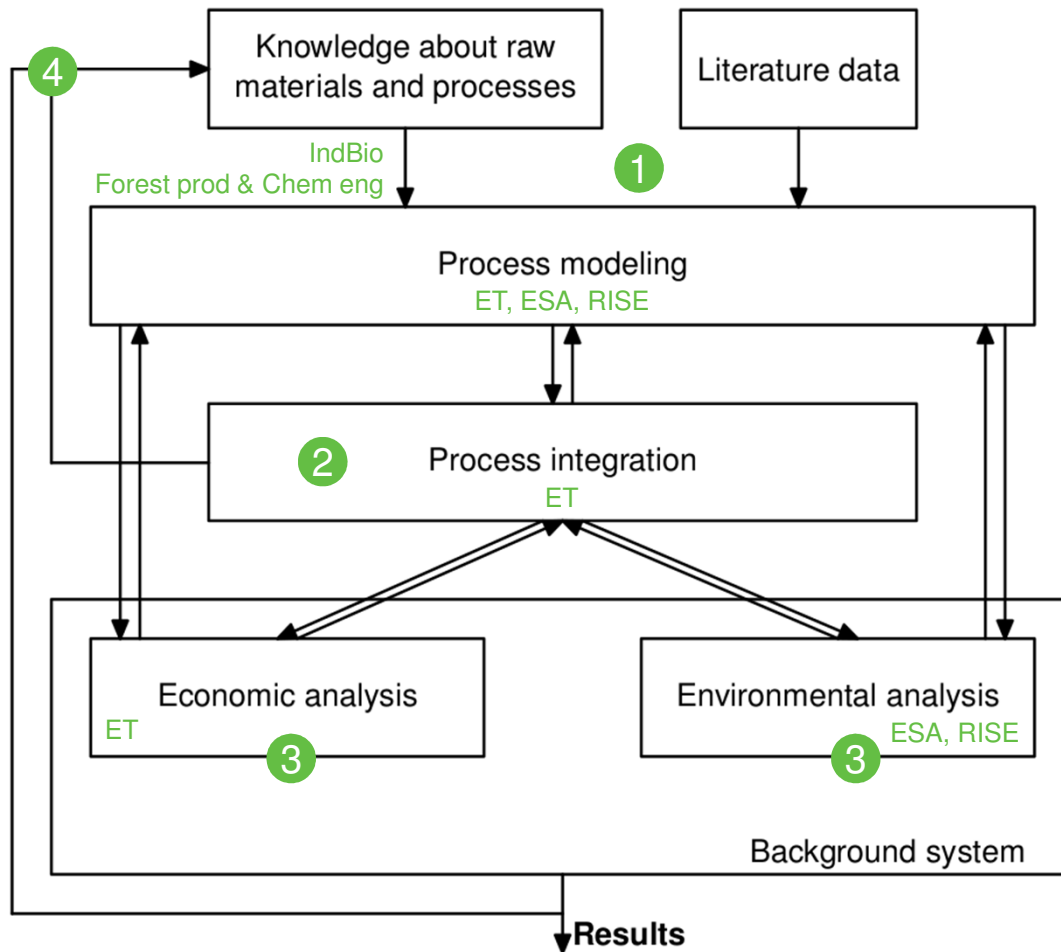 Knowledge about raw
materials and processes
Literature data
4
IndBio
Forest prod & Chem eng
1
Process modeling
ET, ESA, RISE
2
Process integration
ET
Economic analysis
ET
3
Environmental analysis
ESA, RISE
3
Background system
Results